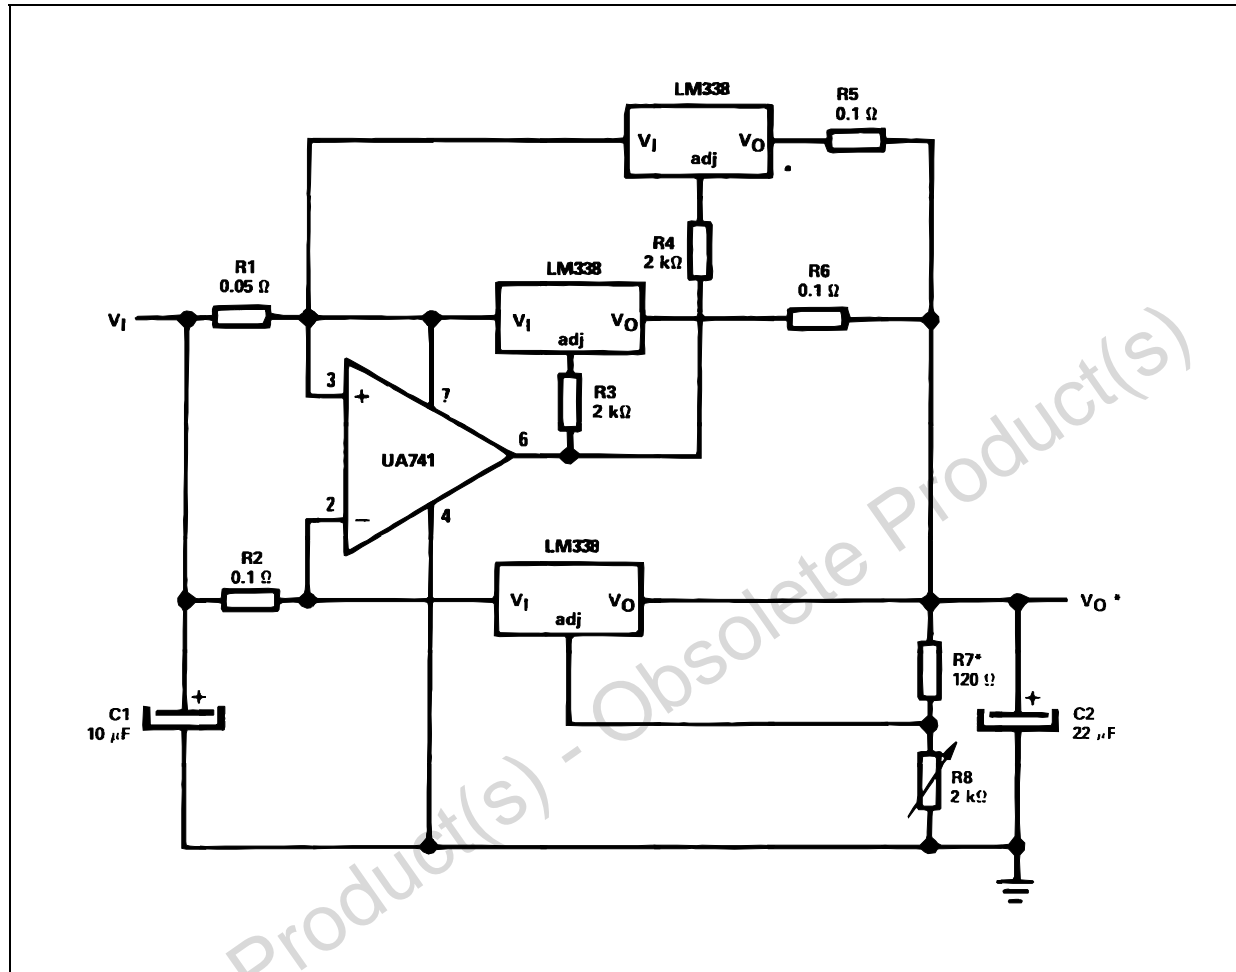 LM338
R5
0.1 Ω
VI
VO
adj
R4
2 kΩ
LM338
R6
0.1 Ω
R1
0.05 Ω
VI
VI
VO
adj
3
+
7
R3
2 kΩ
6
UA741
2
−
4
LM338
R2
0.1 Ω
VI
VO
adj
VO *
R7*
120 Ω
+
C1
10 μF
+
C2
22 μF
R8
2 kΩ
Product(s) - Obsolete Product(s)